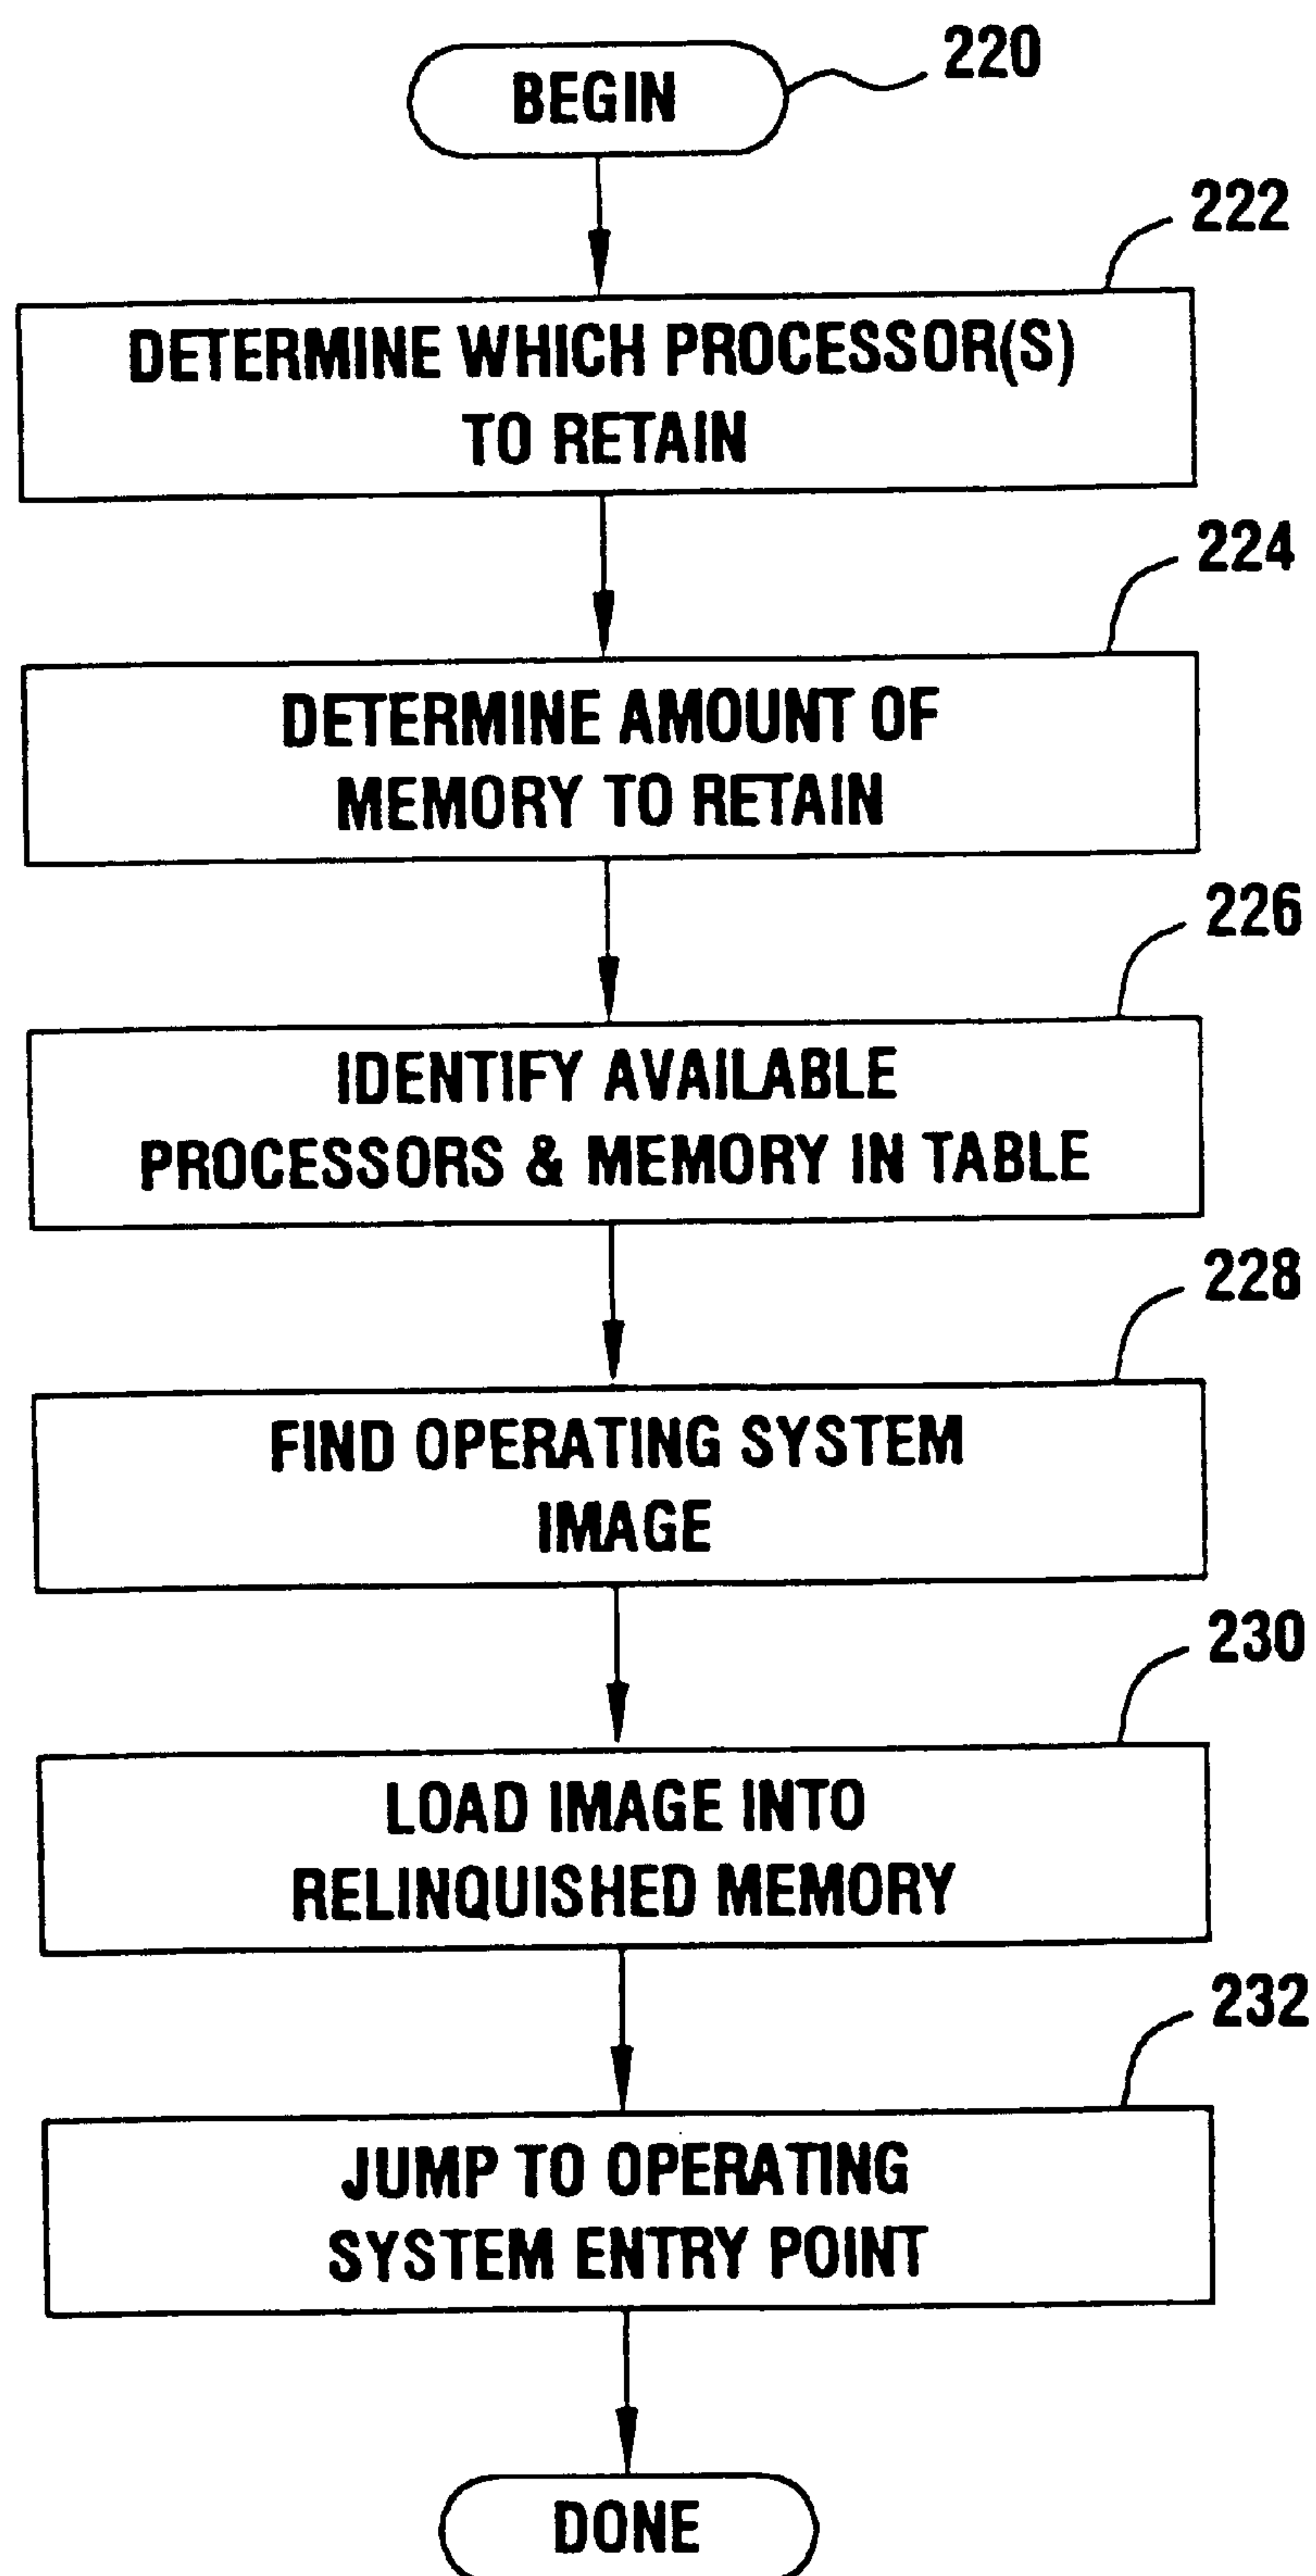 BEGIN
220
222
DETERMINE WHICH PROCESSOR(S)
TO RETAIN
224
DETERMINE AMOUNT OF
MEMORY TO RETAIN
226
IDENTIFY AVAILABLE
PROCESSORS & MEMORY IN TABLE
228
FIND OPERATING SYSTEM
IMAGE
230
LOAD IMAGE INTO
RELINQUISHED MEMORY
232
JUMP TO OPERATING
SYSTEM ENTRY POINT
DONE